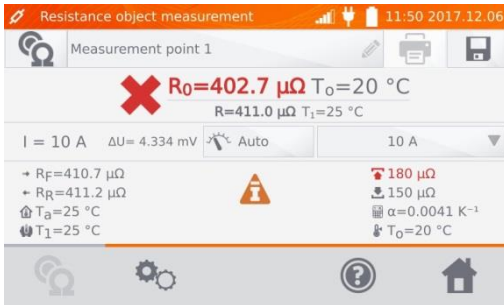 Resistance object measurement 11:50 2017.12.06
Measurement point 1
R0=402.7 µΩ To=20 °C
R=411.0 µΩ T1=25 °C
I = 10 A ΔU= 4.334 mV Auto 10 A
RF=410.7 µΩ 180 µΩ
RR=411.2 µΩ 150 µΩ
Ta=25 °C α=0.0041 K⁻¹
T1=25 °C To=20 °C